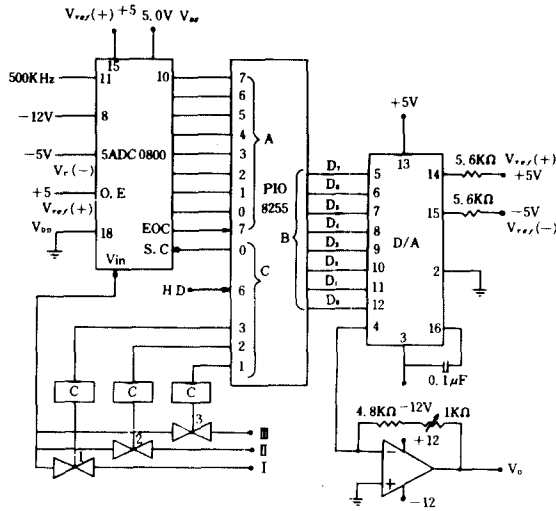 Vref(+) +5 5.0V Vss
15
500KHz 11 10 7
6
-12V 8 5
4 A
-5V 5ADC 0800 3
Vr(-) 2
+5 O.E 1
Vref(+) 0
VDD 18 EOC 7
S.C 0
Vin
PIO
8255
C
HD 6
3
2
1
B
D7 5
D6 6
D5 7
D4 8
D3 9
D2 10
D1 11
D0 12
4
+5V
13
14 5.6KΩ Vref(+)
+5V
15 5.6KΩ -5V
Vref(-)
D/A
2
3 16
0.1μF
C C C
3 Ⅲ
2 Ⅱ
1 Ⅰ
4.8KΩ -12V 1KΩ
+12
-
+
-12
Vo